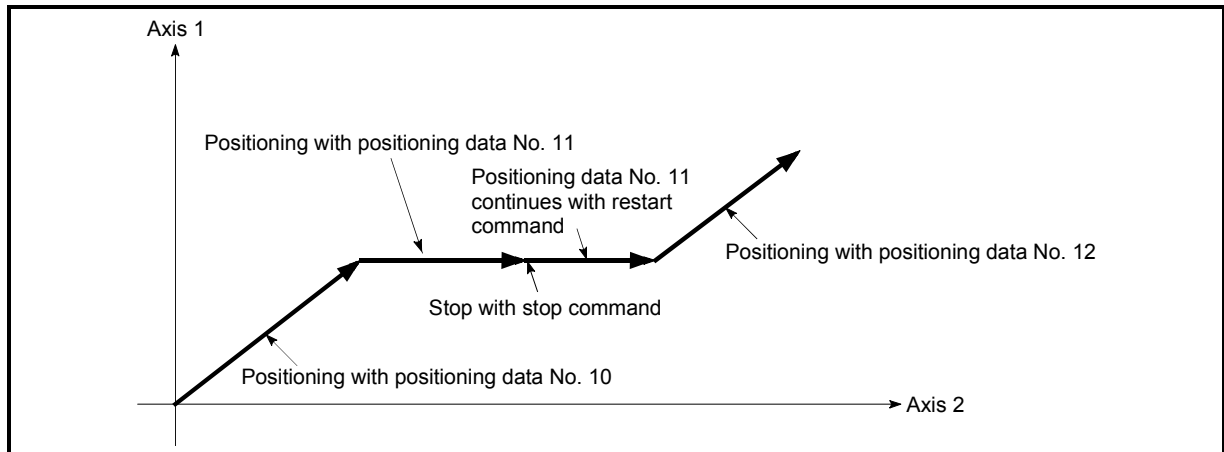 Axis 1
Positioning with positioning data No. 11
Positioning data No. 11
continues with restart
command
Positioning with positioning data No. 12
Stop with stop command
Positioning with positioning data No. 10
Axis 2